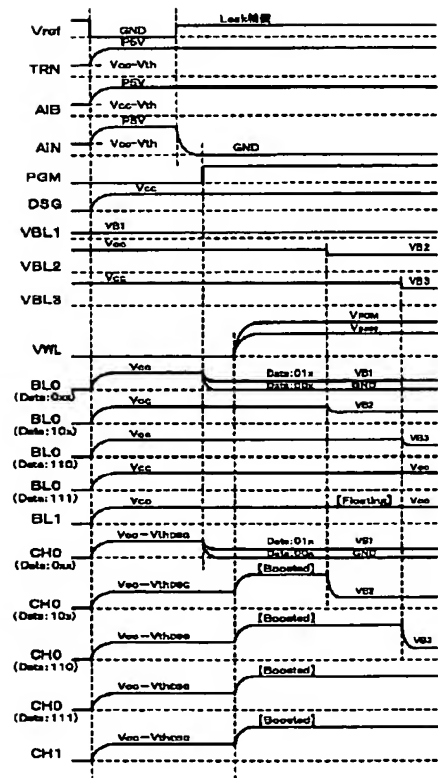 Leak補償
Vref
GND
P5V
TRN
Vcc-Vth
P5V
AIB
Vcc-Vth
P5V
AIN
Vcc-Vth
GND
PGM
Vcc
DSG
VBL1
VB1
Vcc
VB2
VBL2
Vcc
VB3
VBL3
VPGM
Vpass
VWL
Vcc
Data:01x
VB1
BL0
Data:00x
GND
(Data:0xx)
Vcc
VB2
BL0
(Data:10x)
Vcc
VB3
BL0
(Data:110)
Vcc
Vcc
BL0
(Data:111)
Vcc
[Floating]
Vcc
BL1
Vcc-VthDSG
Data:01x
VB1
CH0
Data:00x
GND
(Data:0xx)
[Boosted]
Vcc-VthDSG
VB2
CH0
(Data:10x)
[Boosted]
Vcc-VthDSG
VB3
CH0
(Data:110)
[Boosted]
Vcc-VthDSG
CH0
(Data:111)
[Boosted]
Vcc-VthDSG
CH1